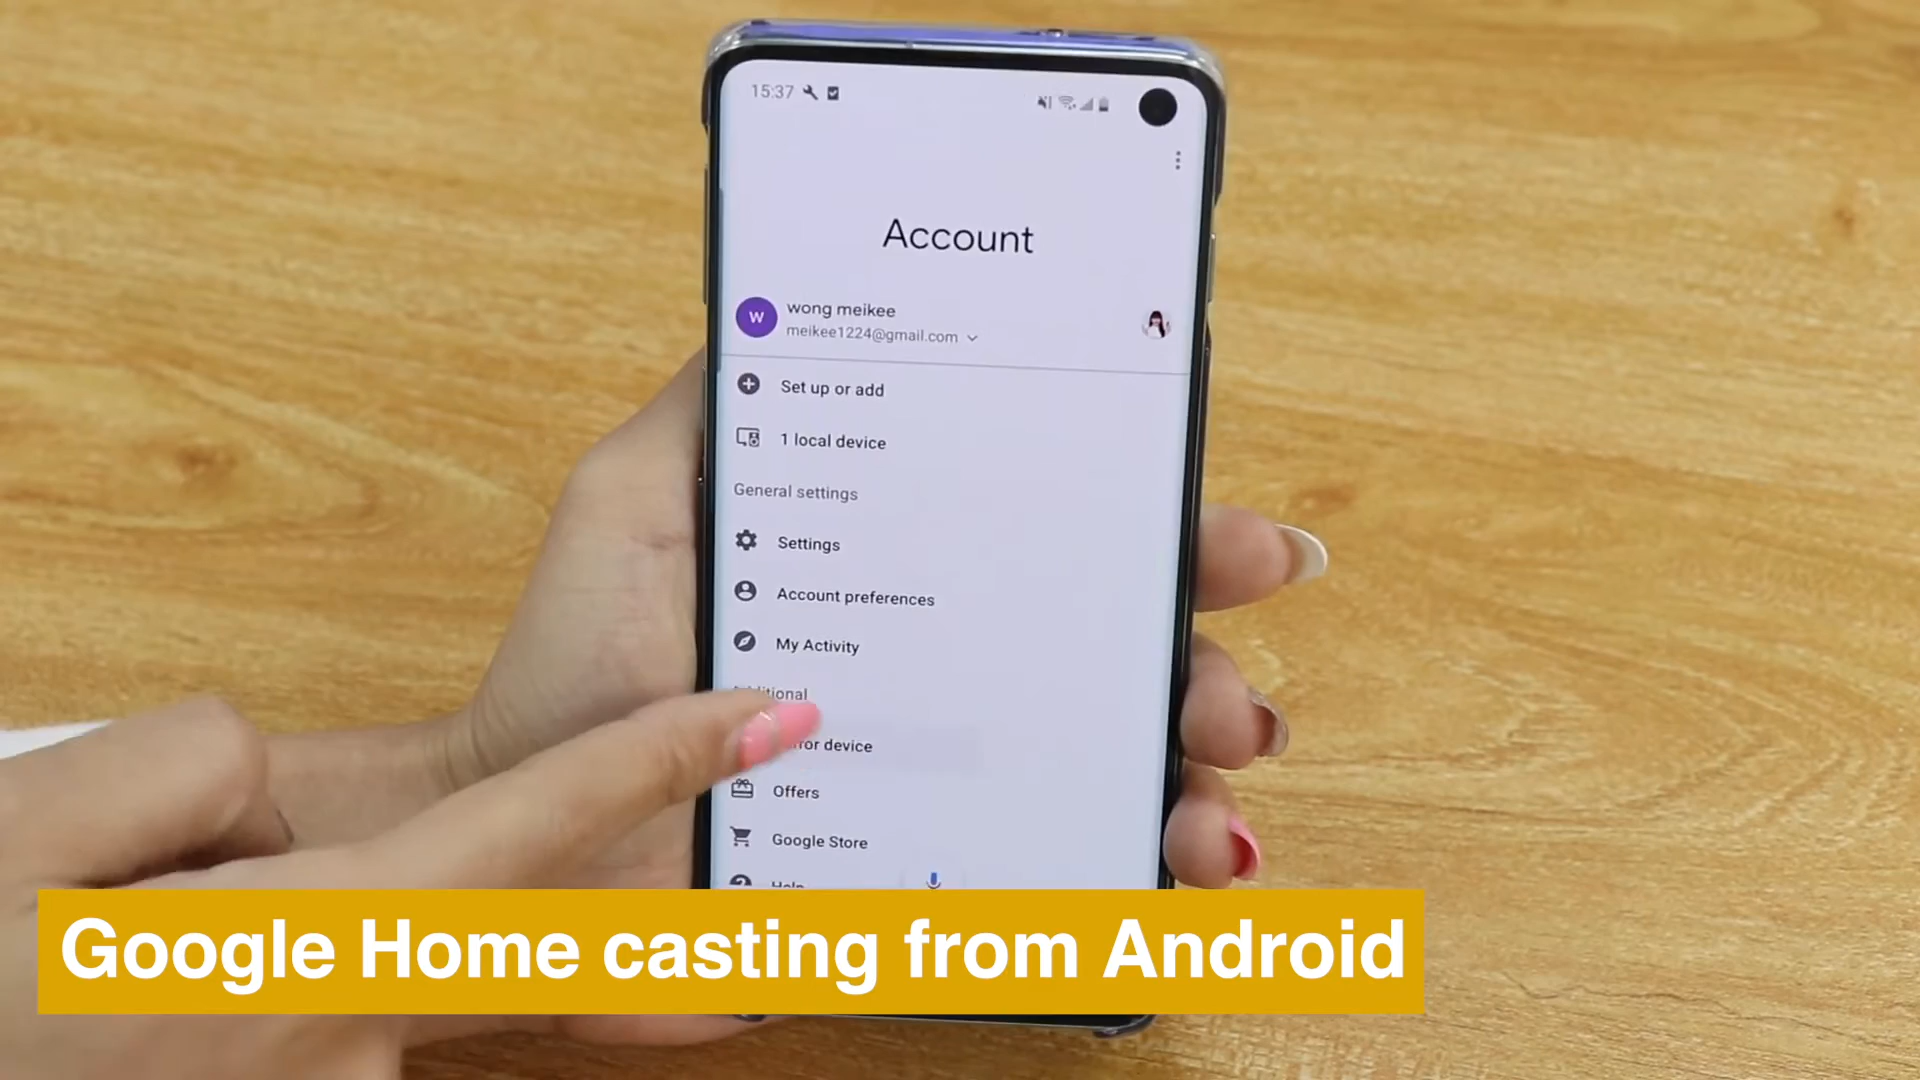 15:37
Account
W
wong meikee
meikee1224@gmail.com
Set up or add
1 local device
General settings
Settings
Account preferences
My Activity
device
Offers
Google Store
Help
Google Home casting from Android